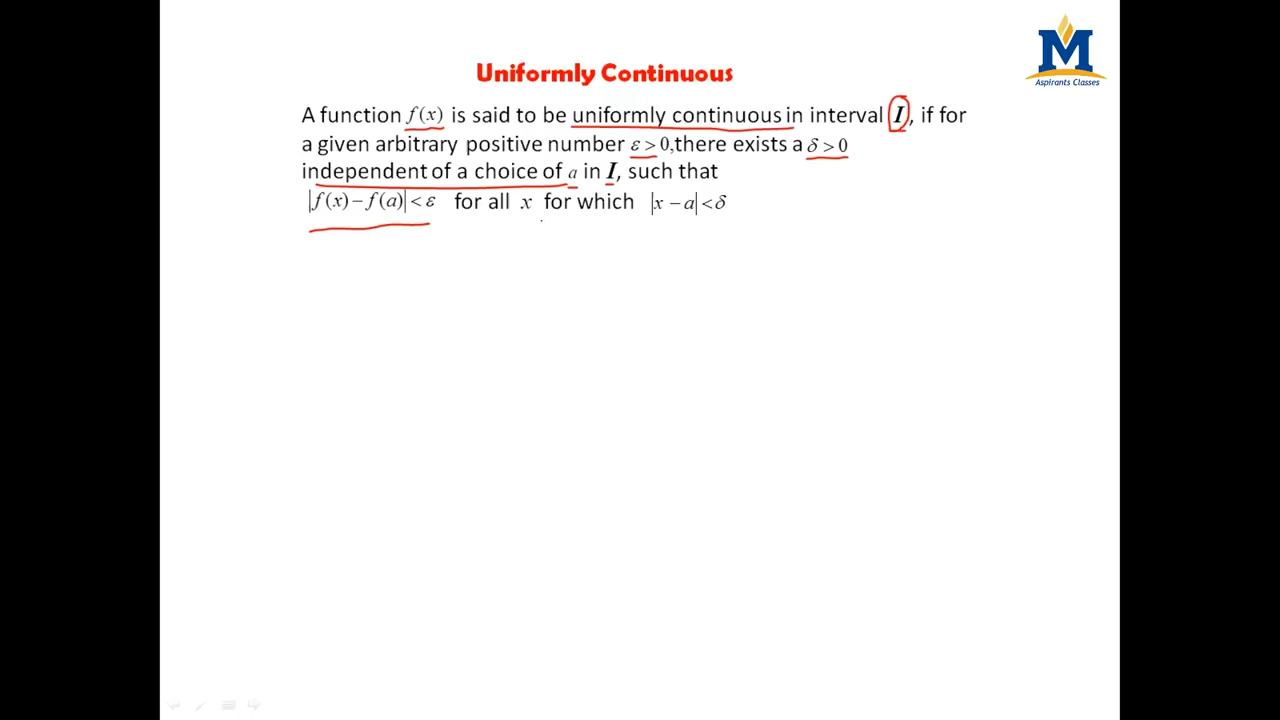 M
Aspirants Classes
Uniformly Continuous
A function f(x) is said to be uniformly continuous in interval I, if for
a given arbitrary positive number ε > 0,there exists a δ > 0
independent of a choice of a in I, such that
|f(x) − f(a)| < ε for all x for which |x − a| < δ